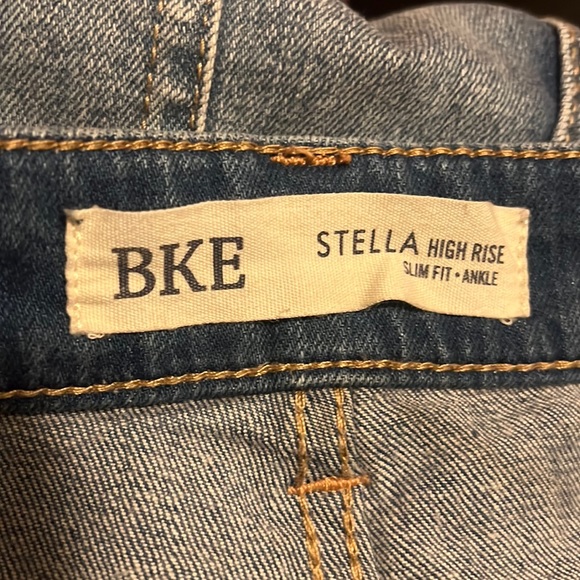 BKE
STELLA HIGH RISE
SLIM FIT • ANKLE